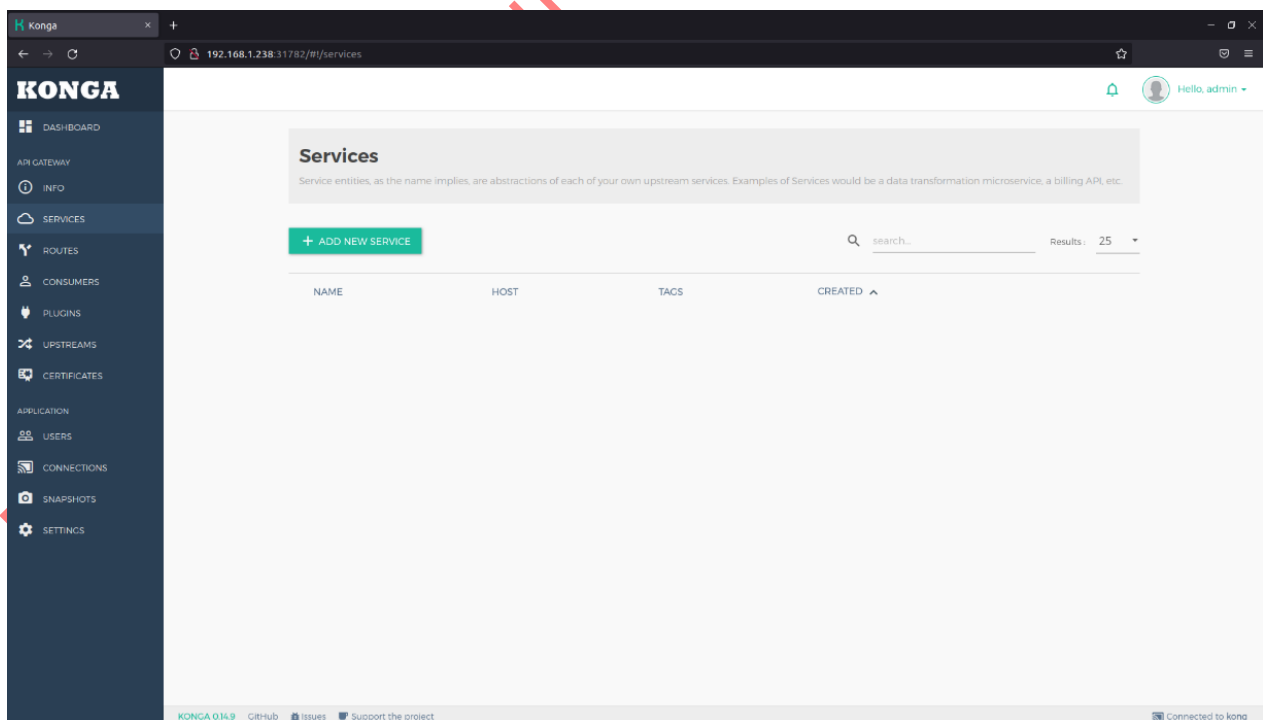 Konga
192.168.1.238:31782/#!/services
KONGA
Hello, admin
DASHBOARD
API GATEWAY
INFO
SERVICES
ROUTES
CONSUMERS
PLUGINS
UPSTREAMS
CERTIFICATES
APPLICATION
USERS
CONNECTIONS
SNAPSHOTS
SETTINGS
Services
Service entities, as the name implies, are abstractions of each of your own upstream services. Examples of Services would be a data transformation microservice, a billing API, etc.
+ ADD NEW SERVICE
search...
Results : 25
NAME HOST TAGS CREATED
KONGA 0.14.9 GitHub Issues Support the project
Connected to kong